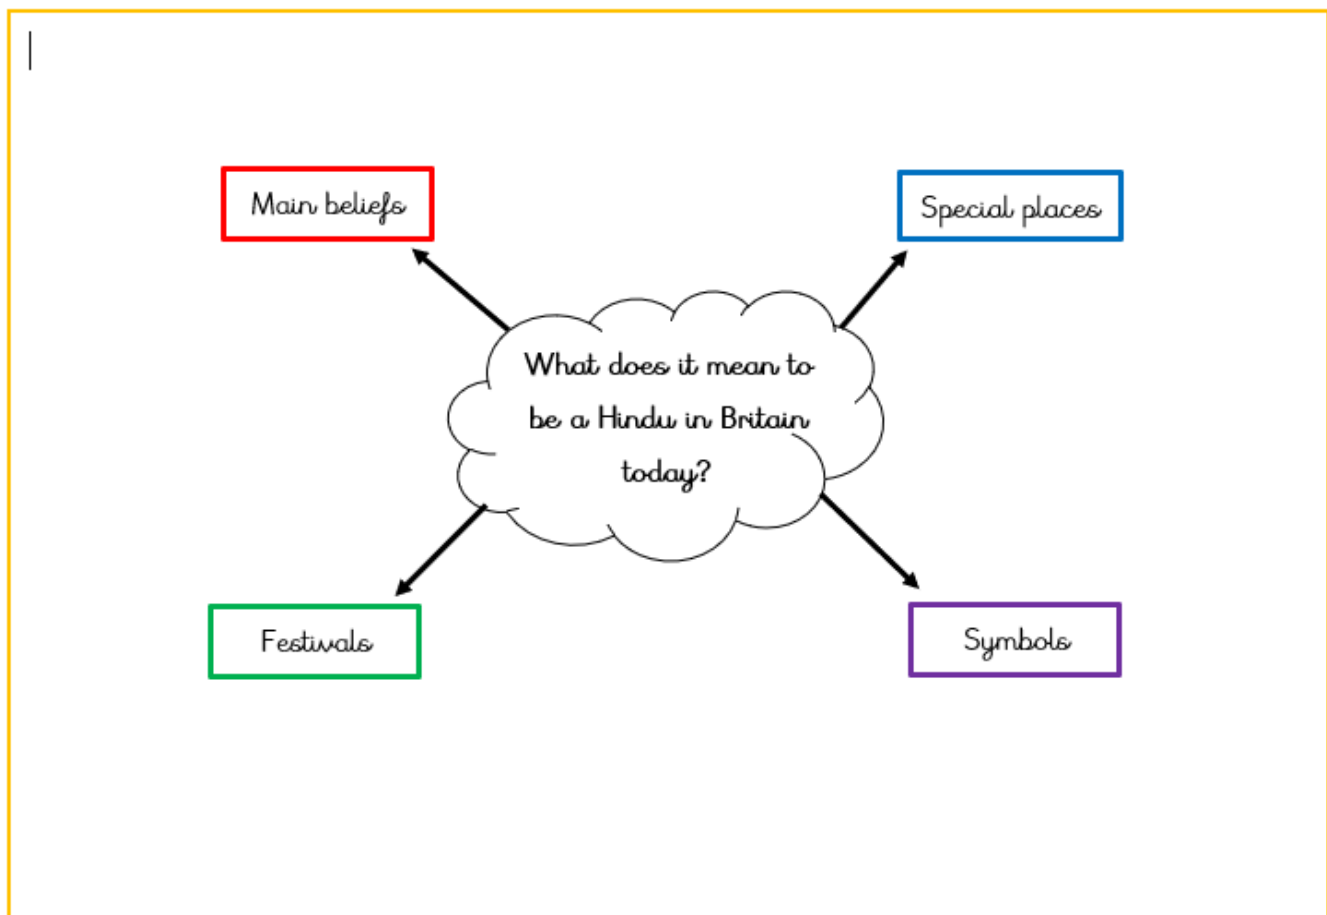 Main beliefs
Special places
What does it mean to
be a Hindu in Britain
today?
Festivals
Symbols